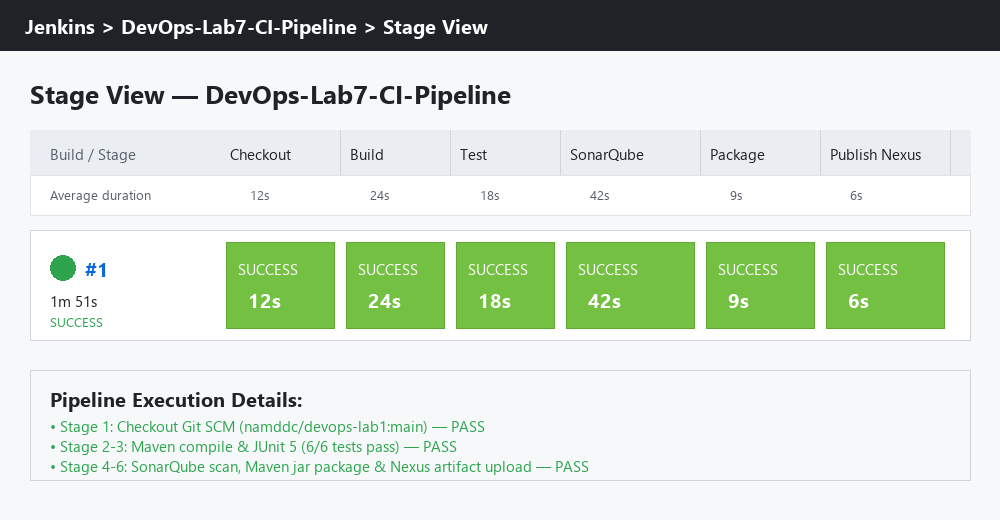 Jenkins > DevOps-Lab7-CI-Pipeline > Stage View
Stage View — DevOps-Lab7-CI-Pipeline
Build / Stage Checkout Build Test SonarQube Package Publish Nexus
Average duration 12s 24s 18s 42s 9s 6s
#1
1m 51s
SUCCESS
SUCCESS SUCCESS SUCCESS SUCCESS SUCCESS SUCCESS
12s 24s 18s 42s 9s 6s
Pipeline Execution Details:
• Stage 1: Checkout Git SCM (namddc/devops-lab1:main) — PASS
• Stage 2-3: Maven compile & JUnit 5 (6/6 tests pass) — PASS
• Stage 4-6: SonarQube scan, Maven jar package & Nexus artifact upload — PASS